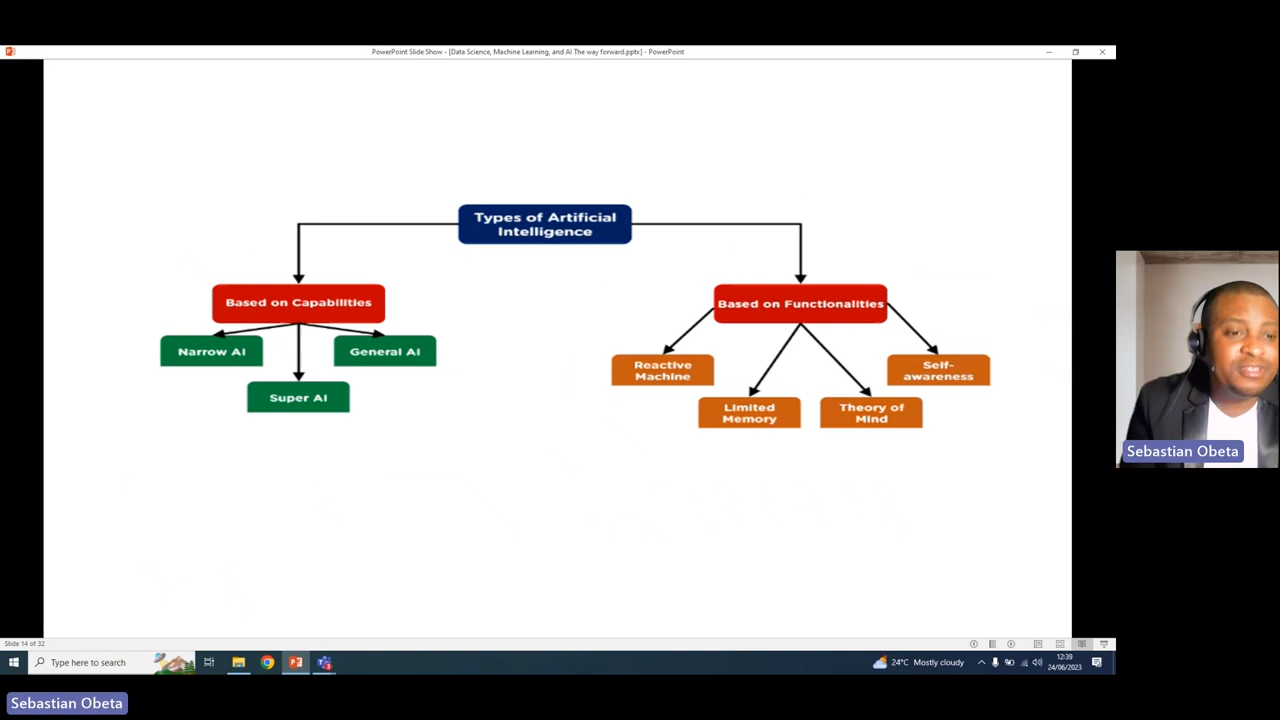 PowerPoint Slide Show - [Data Science, Machine Learning, and AI The way forward.pptx] - PowerPoint
Types of Artificial
Intelligence
Based on Capabilities
Narrow AI
General AI
Super AI
Based on Functionalities
Reactive
Machine
Limited
Memory
Theory of
Mind
Self-
awareness
Sebastian Obeta
Slide 14 of 32
Type here to search
24°C Mostly cloudy
12:39
24/06/2023
Sebastian Obeta